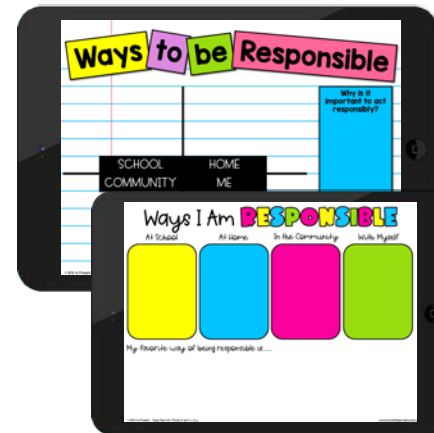 Ways to be Responsible
Why is it
important to act
responsibly?
SCHOOL HOME
COMMUNITY ME
Ways I Am RESPONSIBLE
At School At Home In the Community With Myself
My favorite way of being responsible is...